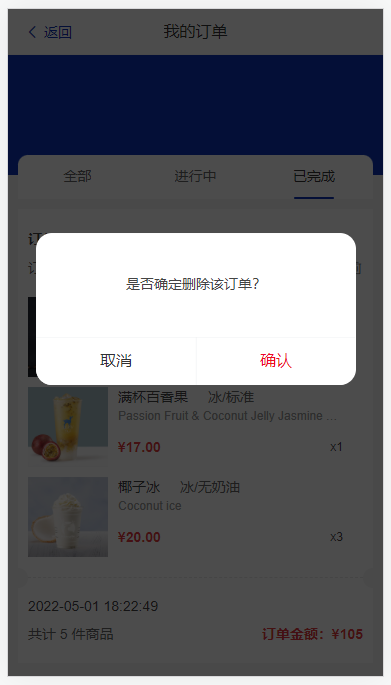 返回
我的订单
全部 进行中 已完成
是否确定删除该订单?
取消 确认
满杯百香果 冰/标准
Passion Fruit & Coconut Jelly Jasmine ...
¥17.00 x1
椰子冰 冰/无奶油
Coconut ice
¥20.00 x3
2022-05-01 18:22:49
共计 5 件商品 订单金额：¥105